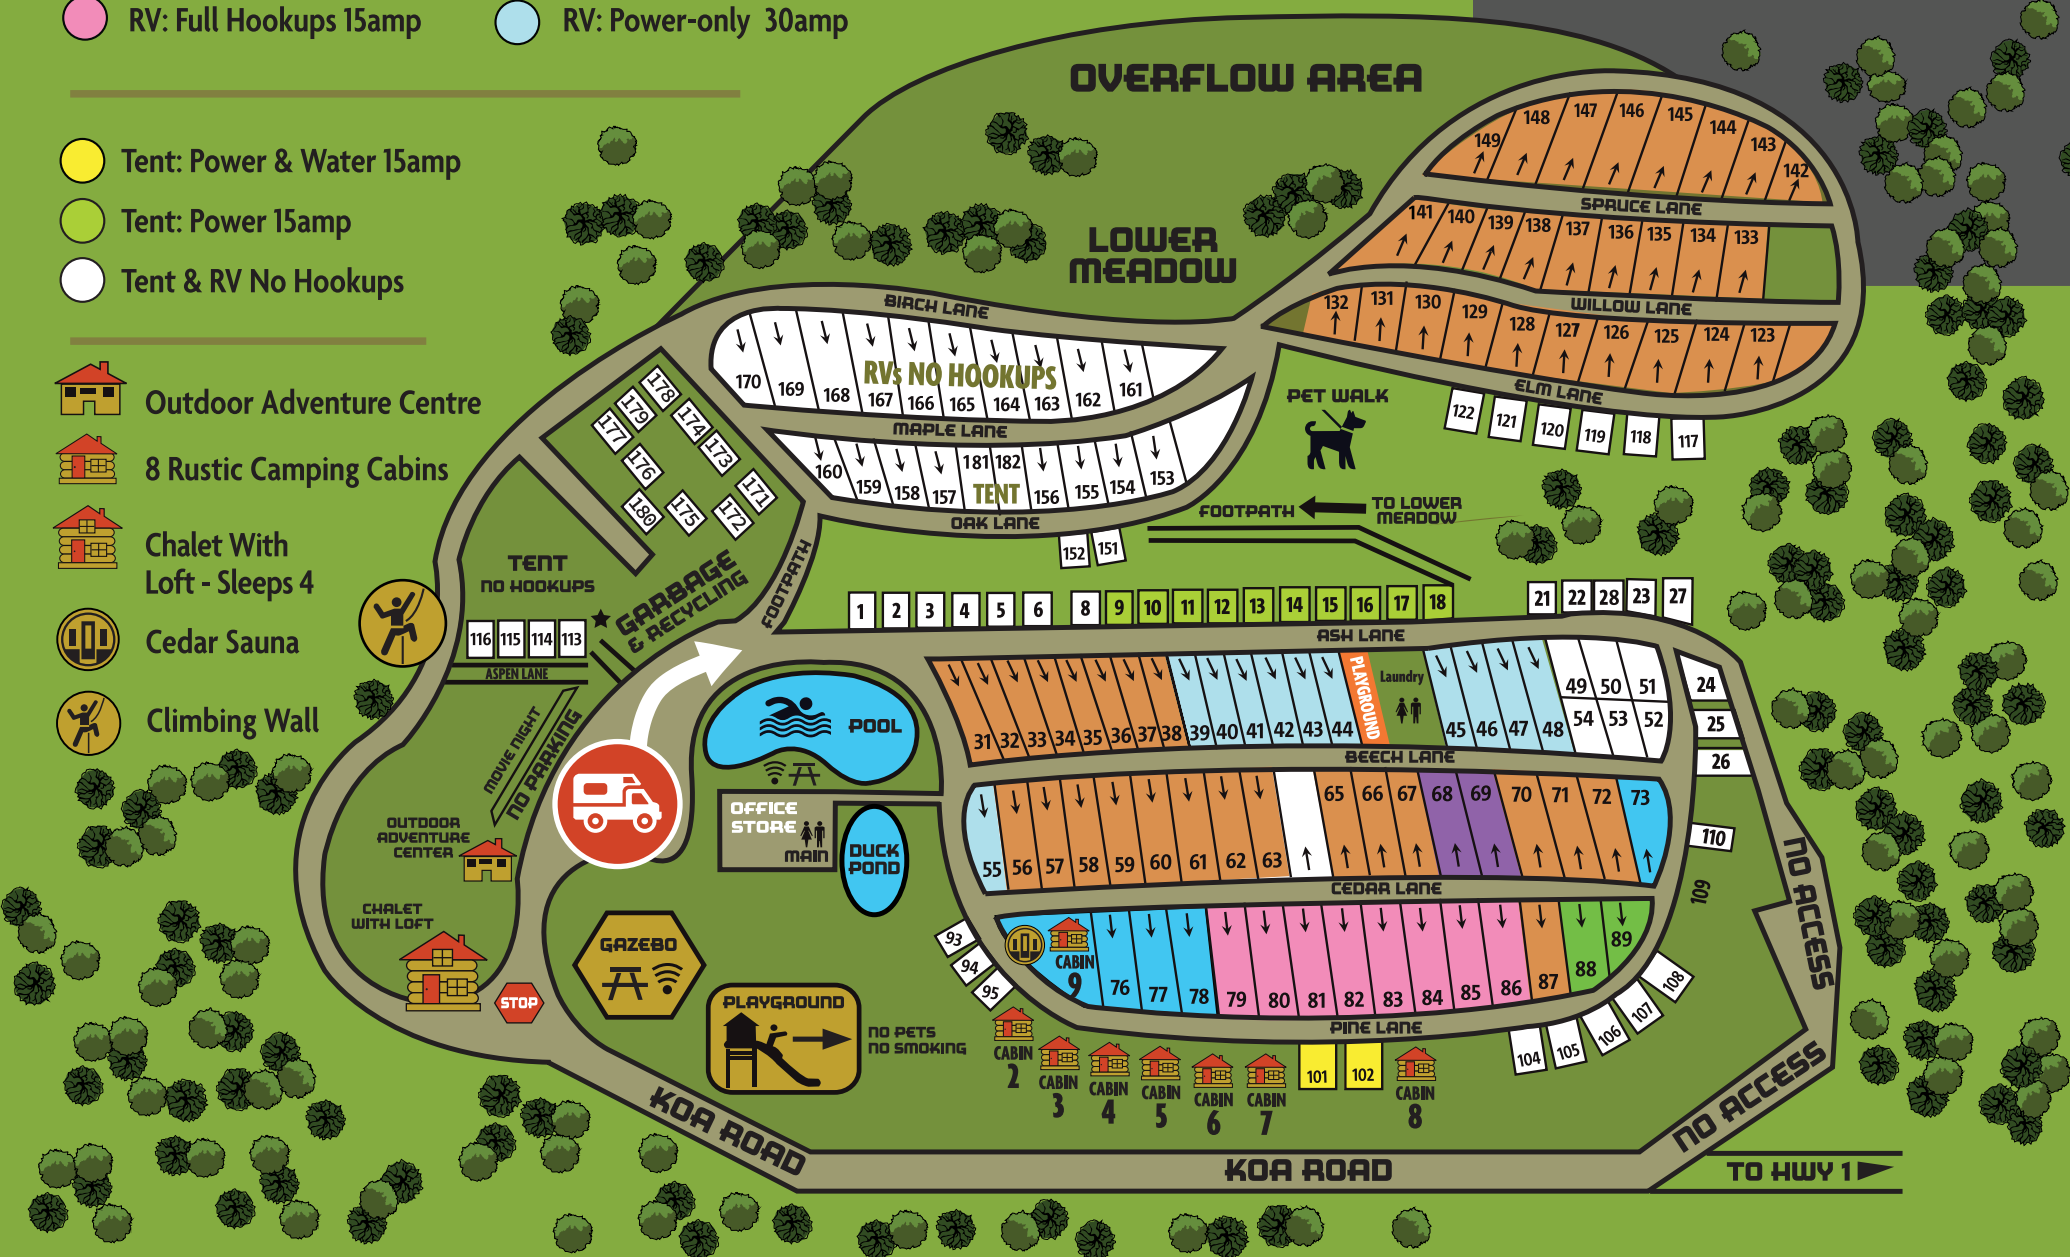 RV: Full Hookups 15amp
RV: Power-only 30amp
Tent: Power & Water 15amp
Tent: Power 15amp
Tent & RV No Hookups
Outdoor Adventure Centre
8 Rustic Camping Cabins
Chalet With
Loft - Sleeps 4
Cedar Sauna
Climbing Wall
OVERFLOW AREA
LOWER
MEADOW
149 148 147 146 145 144 143 142
SPRUCE LANE
141 140 139 138 137 136 135 134 133
WILLOW LANE
132 131 130 129 128 127 126 125 124 123
ELM LANE
122 121 120 119 118 117
BIRCH LANE
170 169 168 167 166 165 164 163 162 161
RVs NO HOOKUPS
MAPLE LANE
160 159 158 157 181 182 156 155 154 153
TENT
OAK LANE
152 151
PET WALK
FOOTPATH
TO LOWER
MEADOW
178 179 177 174 173 176 171 180 175 172
TENT
NO HOOKUPS
GARBAGE
& RECYCLING
FOOTPATH
116 115 114 113
ASPEN LANE
MOVIE NIGHT
NO PARKING
1 2 3 4 5 6 8 9 10 11 12 13 14 15 16 17 18
21 22 28 23 27
ASH LANE
31 32 33 34 35 36 37 38 39 40 41 42 43 44
PLAYGROUND
Laundry
45 46 47 48
49 50 51
54 53 52
24
25
26
BEECH LANE
55 56 57 58 59 60 61 62 63 65 66 67 68 69 70 71 72 73
110
109
CEDAR LANE
CABIN
9
76 77 78 79 80 81 82 83 84 85 86 87 88 89
PINE LANE
93
94
95
CABIN
2
CABIN
3
CABIN
4
CABIN
5
CABIN
6
CABIN
7
101 102
CABIN
8
104 105 106 107 108
POOL
OFFICE
STORE
MAIN
DUCK
POND
OUTDOOR
ADVENTURE
CENTER
CHALET
WITH LOFT
STOP
GAZEBO
PLAYGROUND
NO PETS
NO SMOKING
NO ACCESS
NO ACCESS
NO ACCESS
KOA ROAD
KOA ROAD
TO HWY 1